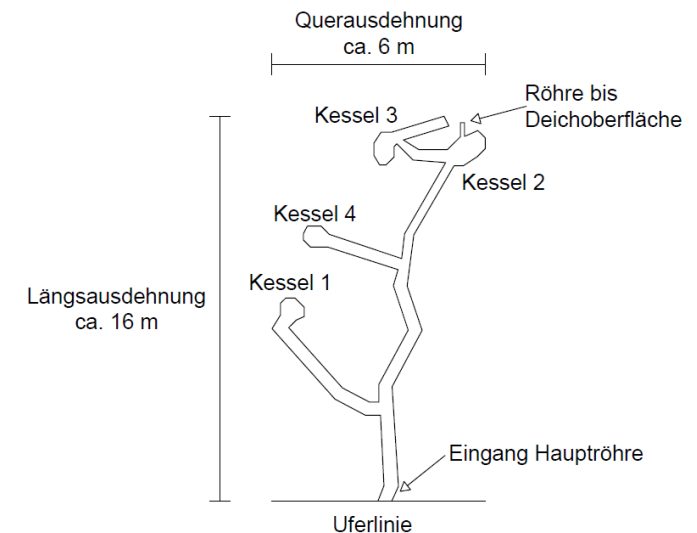 Querausdehnung
ca. 6 m
Röhre bis
Deichoberfläche
Kessel 3
Kessel 2
Kessel 4
Kessel 1
Längsausdehnung
ca. 16 m
Eingang Hauptröhre
Uferlinie